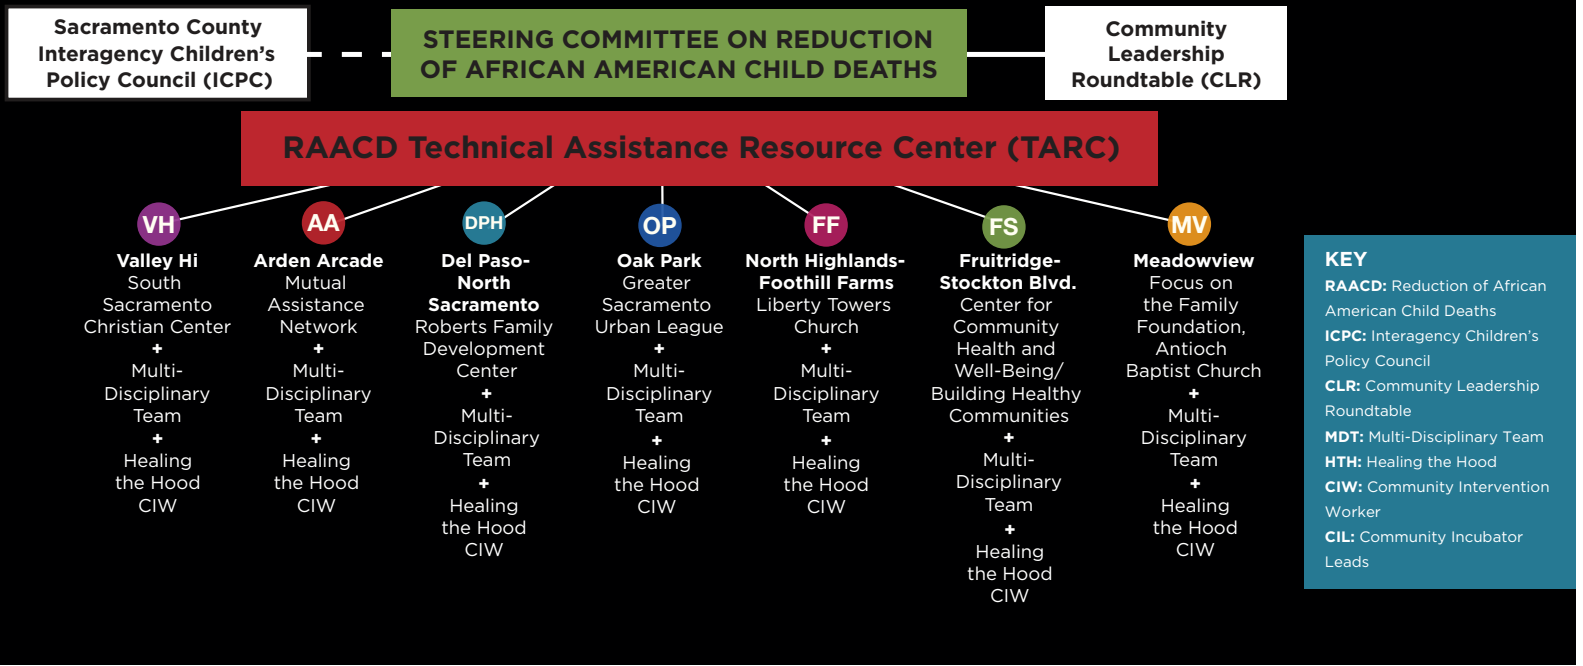 Sacramento County
Interagency Children’s
Policy Council (ICPC)
STEERING COMMITTEE ON REDUCTION
OF AFRICAN AMERICAN CHILD DEATHS
Community
Leadership
Roundtable (CLR)
RAACD Technical Assistance Resource Center (TARC)
VH
Valley Hi
South
Sacramento
Christian Center
+
Multi-
Disciplinary
Team
+
Healing
the Hood
CIW
AA
Arden Arcade
Mutual
Assistance
Network
+
Multi-
Disciplinary
Team
+
Healing
the Hood
CIW
DPH
Del Paso-
North
Sacramento
Roberts Family
Development
Center
+
Multi-
Disciplinary
Team
+
Healing
the Hood
CIW
OP
Oak Park
Greater
Sacramento
Urban League
+
Multi-
Disciplinary
Team
+
Healing
the Hood
CIW
FF
North Highlands-
Foothill Farms
Liberty Towers
Church
+
Multi-
Disciplinary
Team
+
Healing
the Hood
CIW
FS
Fruitridge-
Stockton Blvd.
Center for
Community
Health and
Well-Being/
Building Healthy
Communities
+
Multi-
Disciplinary
Team
+
Healing
the Hood
CIW
MV
Meadowview
Focus on
the Family
Foundation,
Antioch
Baptist Church
+
Multi-
Disciplinary
Team
+
Healing
the Hood
CIW
KEY
RAACD: Reduction of African
American Child Deaths
ICPC: Interagency Children’s
Policy Council
CLR: Community Leadership
Roundtable
MDT: Multi-Disciplinary Team
HTH: Healing the Hood
CIW: Community Intervention
Worker
CIL: Community Incubator
Leads